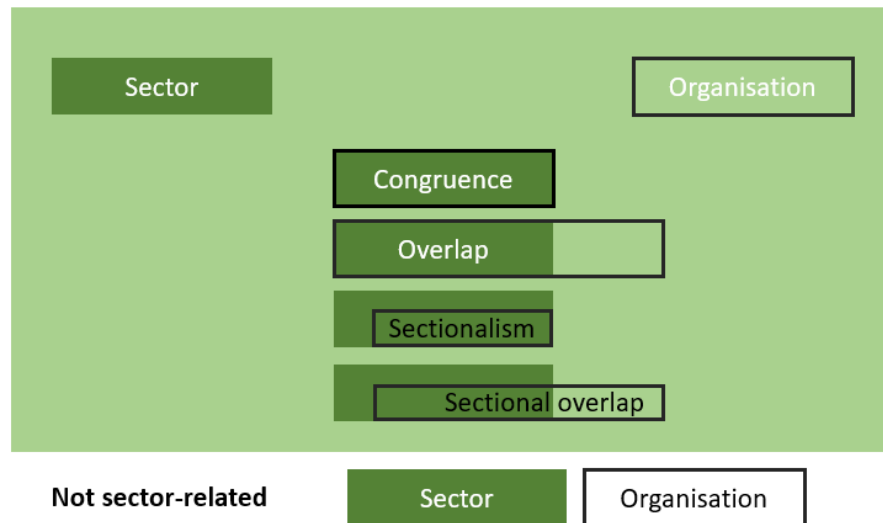 Sector
Organisation
Congruence
Overlap
Sectionalism
Sectional overlap
Not sector-related
Sector
Organisation